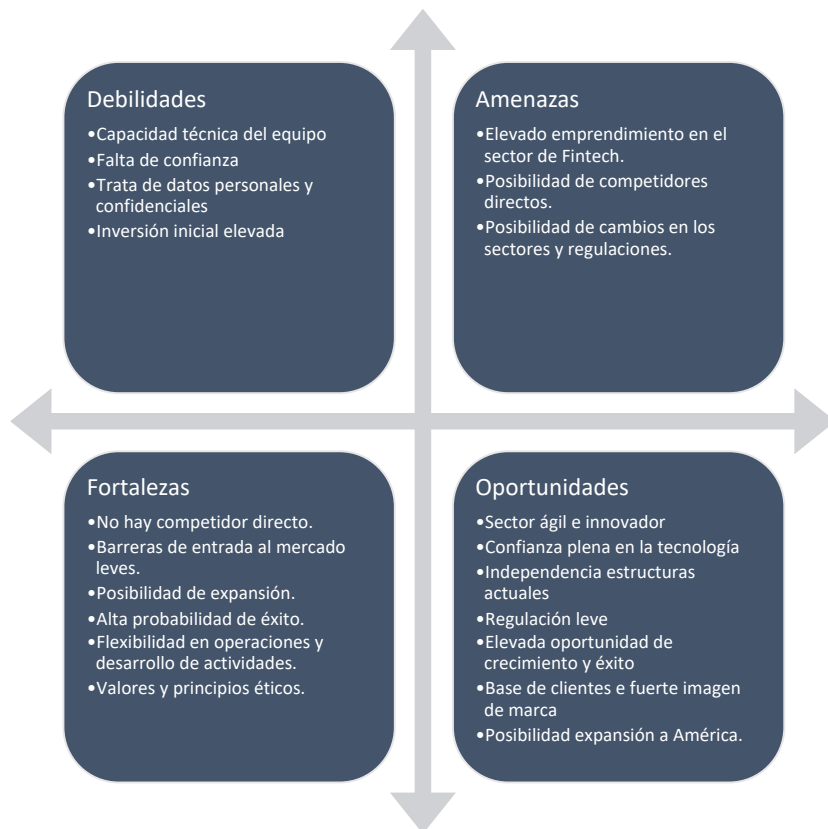 Debilidades
•Capacidad técnica del equipo
•Falta de confianza
•Trata de datos personales y
confidenciales
•Inversión inicial elevada
Amenazas
•Elevado emprendimiento en el
sector de Fintech.
•Posibilidad de competidores
directos.
•Posibilidad de cambios en los
sectores y regulaciones.
Fortalezas
•No hay competidor directo.
•Barreras de entrada al mercado
leves.
•Posibilidad de expansión.
•Alta probabilidad de éxito.
•Flexibilidad en operaciones y
desarrollo de actividades.
•Valores y principios éticos.
Oportunidades
•Sector ágil e innovador
•Confianza plena en la tecnología
•Independencia estructuras
actuales
•Regulación leve
•Elevada oportunidad de
crecimiento y éxito
•Base de clientes e fuerte imagen
de marca
•Posibilidad expansión a América.